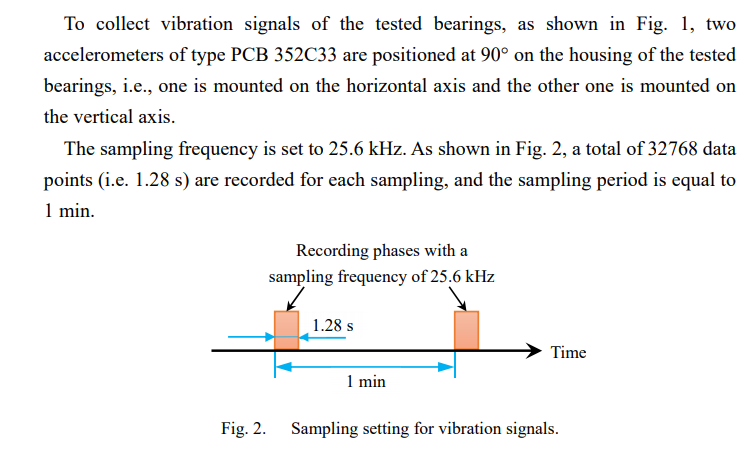 To collect vibration signals of the tested bearings, as shown in Fig. 1, two
accelerometers of type PCB 352C33 are positioned at 90° on the housing of the tested
bearings, i.e., one is mounted on the horizontal axis and the other one is mounted on
the vertical axis.
The sampling frequency is set to 25.6 kHz. As shown in Fig. 2, a total of 32768 data
points (i.e. 1.28 s) are recorded for each sampling, and the sampling period is equal to
1 min.
Recording phases with a
sampling frequency of 25.6 kHz
1.28 s
Time
1 min
Fig. 2. Sampling setting for vibration signals.